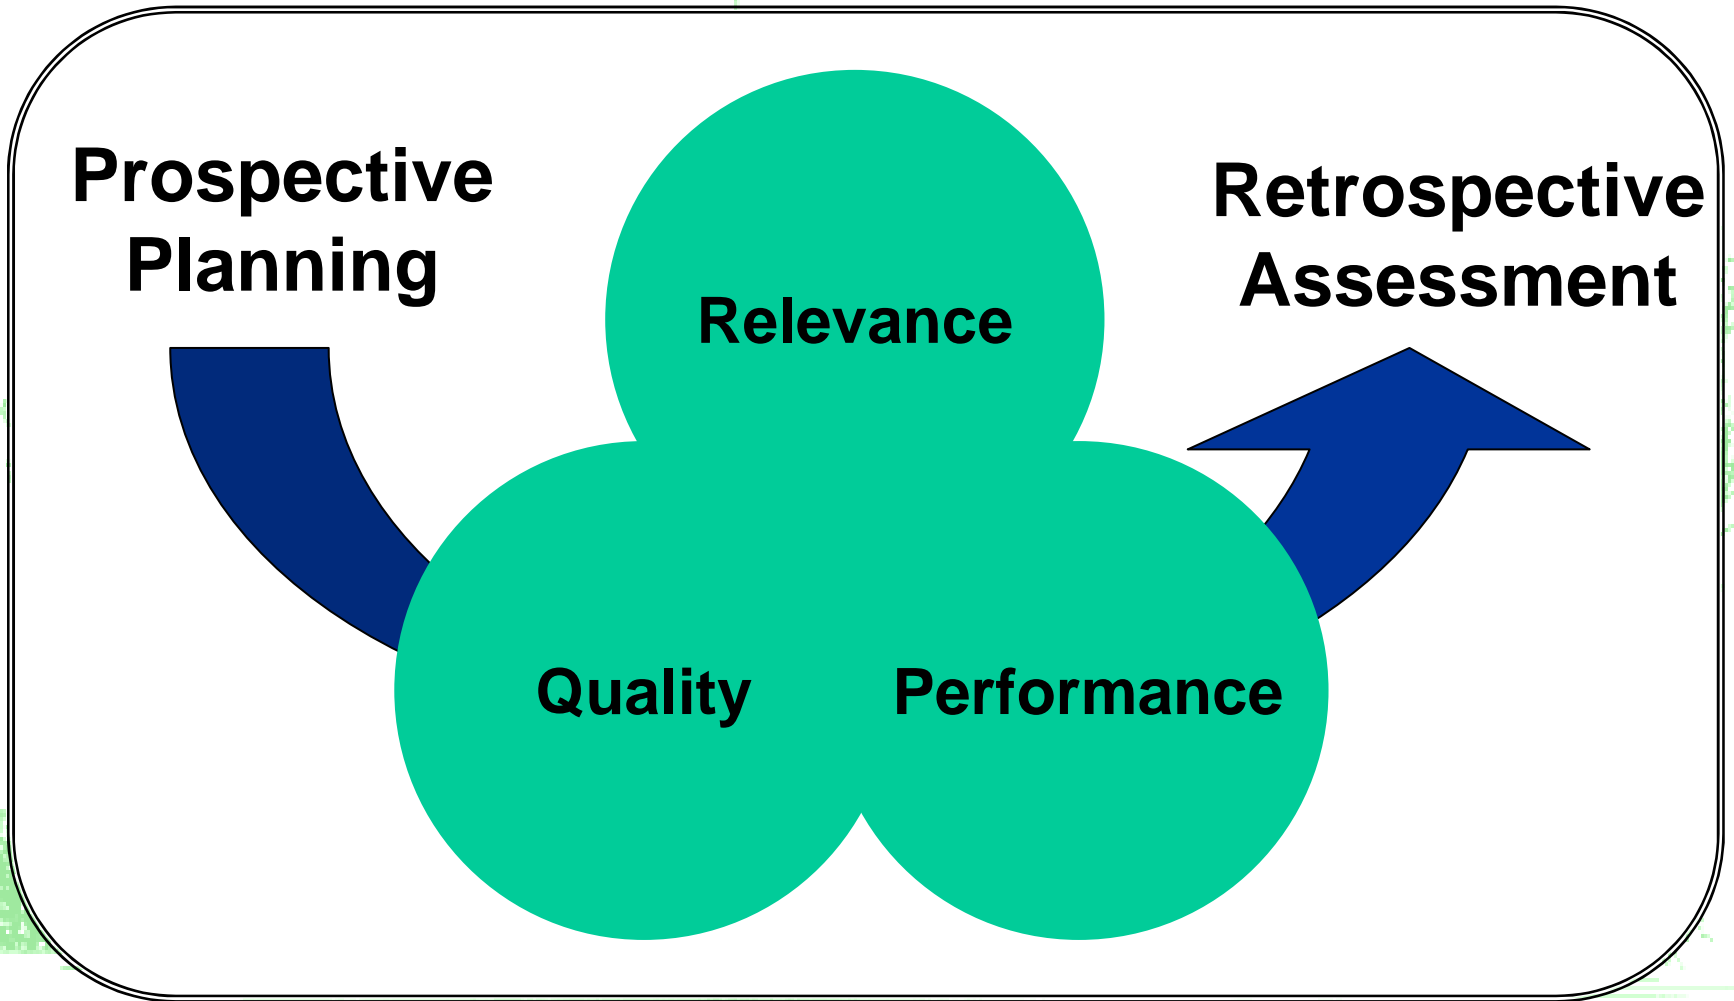 Prospective
Planning
Retrospective
Assessment
Relevance
Quality
Performance